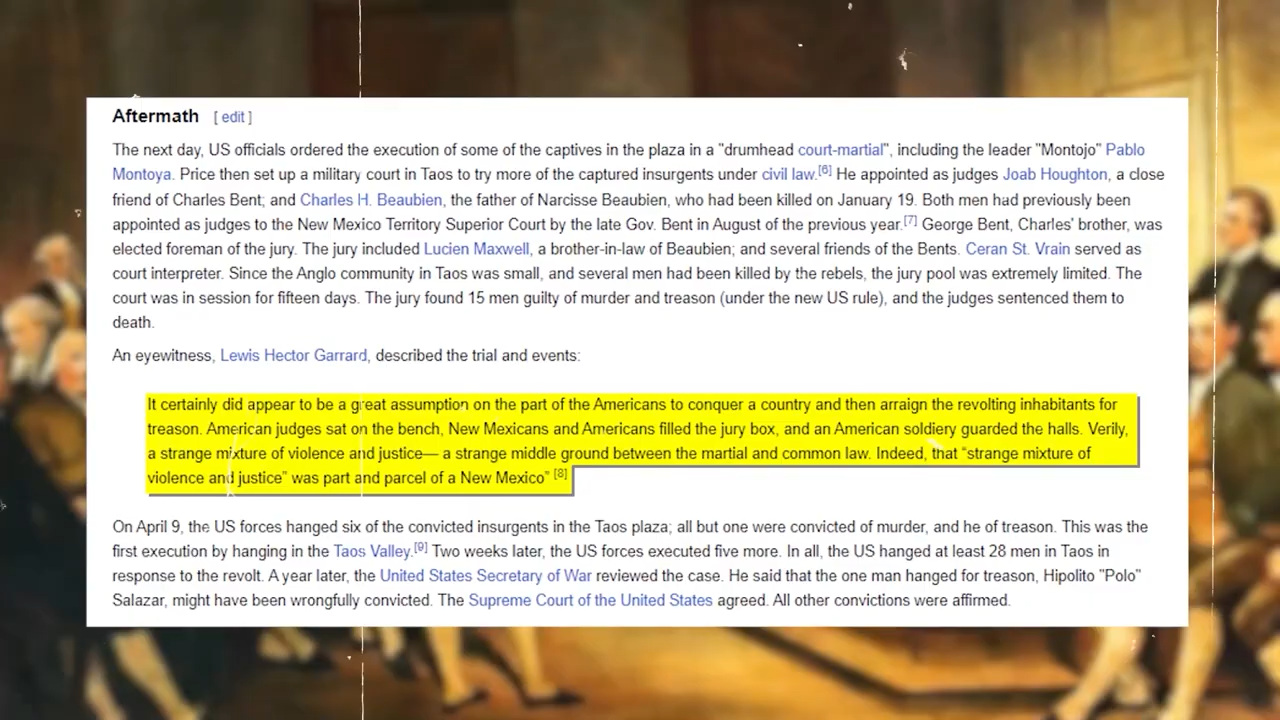 Aftermath [ edit ]
The next day, US officials ordered the execution of some of the captives in the plaza in a "drumhead court-martial", including the leader "Montojo" Pablo
Montoya. Price then set up a military court in Taos to try more of the captured insurgents under civil law.[6] He appointed as judges Joab Houghton, a close
friend of Charles Bent; and Charles H. Beaubien, the father of Narcisse Beaubien, who had been killed on January 19. Both men had previously been
appointed as judges to the New Mexico Territory Superior Court by the late Gov. Bent in August of the previous year.[7] George Bent, Charles' brother, was
elected foreman of the jury. The jury included Lucien Maxwell, a brother-in-law of Beaubien; and several friends of the Bents. Ceran St. Vrain served as
court interpreter. Since the Anglo community in Taos was small, and several men had been killed by the rebels, the jury pool was extremely limited. The
court was in session for fifteen days. The jury found 15 men guilty of murder and treason (under the new US rule), and the judges sentenced them to
death.
An eyewitness, Lewis Hector Garrard, described the trial and events:
It certainly did appear to be a great assumption on the part of the Americans to conquer a country and then arraign the revolting inhabitants for
treason. American judges sat on the bench, New Mexicans and Americans filled the jury box, and an American soldiery guarded the halls. Verily,
a strange mixture of violence and justice— a strange middle ground between the martial and common law. Indeed, that “strange mixture of
violence and justice” was part and parcel of a New Mexico” [8]
On April 9, the US forces hanged six of the convicted insurgents in the Taos plaza; all but one were convicted of murder, and he of treason. This was the
first execution by hanging in the Taos Valley.[9] Two weeks later, the US forces executed five more. In all, the US hanged at least 28 men in Taos in
response to the revolt. A year later, the United States Secretary of War reviewed the case. He said that the one man hanged for treason, Hipolito "Polo"
Salazar, might have been wrongfully convicted. The Supreme Court of the United States agreed. All other convictions were affirmed.